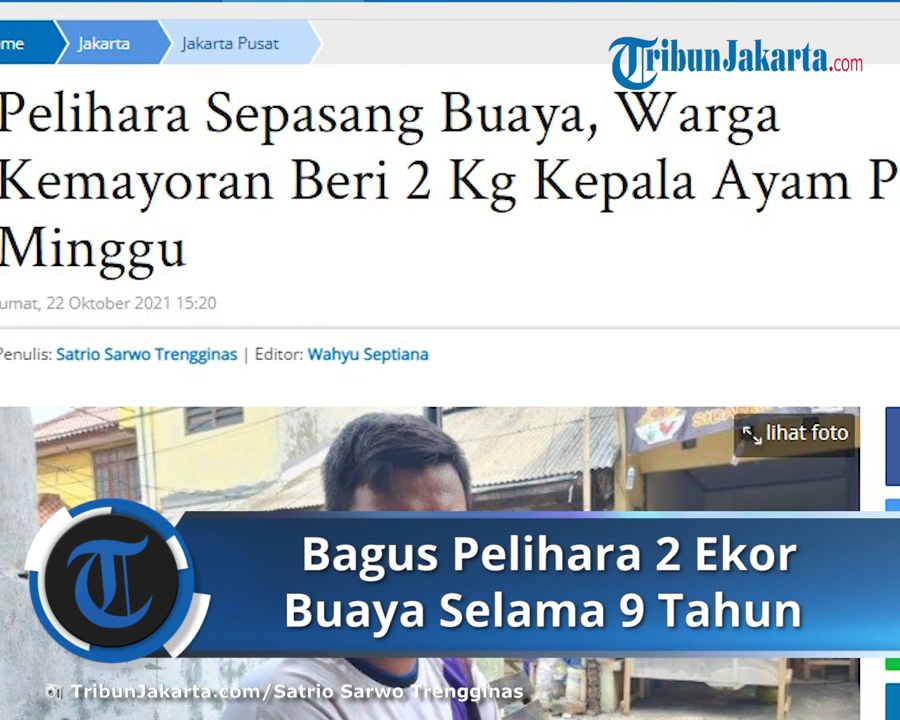 Jakarta
Jakarta Pusat
TribunJakarta.com
Pelihara Sepasang Buaya, Warga
Kemayoran Beri 2 Kg Kepala Ayam
Minggu
22 Oktober 2021 15:20
Penulis: Satrio Sarwo Trengginas | Editor: Wahyu Septiana
lihat foto
Bagus Pelihara 2 Ekor
Buaya Selama 9 Tahun
TribunJakarta.com/Satrio Sarwo Trengginas